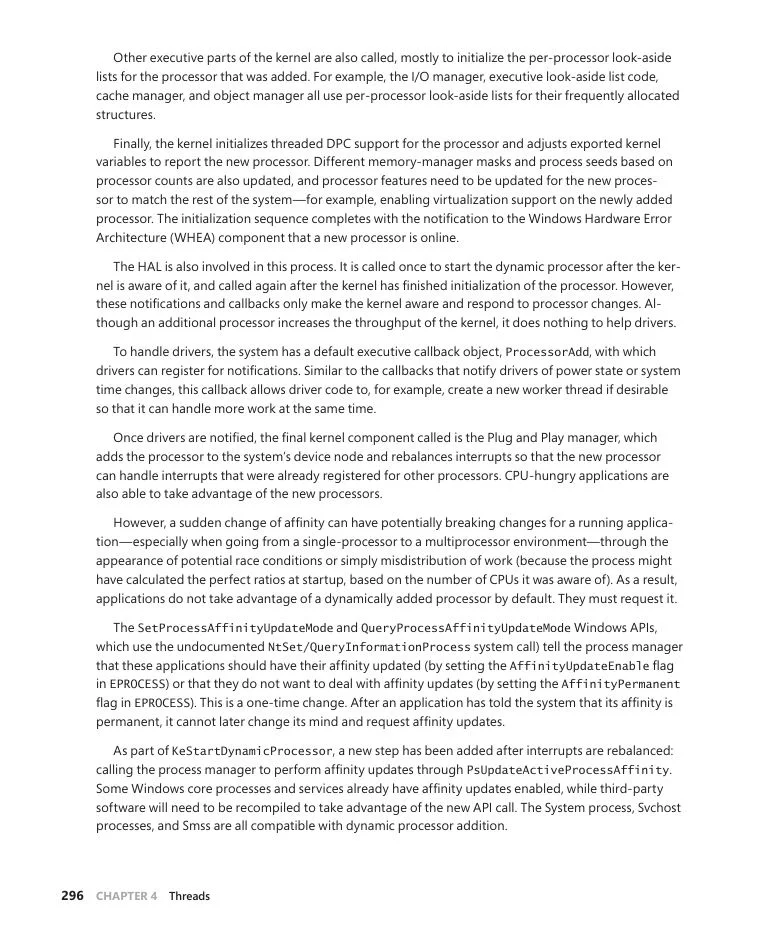 Other executive parts of the kernel are also called, mostly to initialize the per-processor look-aside
lists for the processor that was added. For example, the I/O manager, executive look-aside list code,
cache manager, and object manager all use per-processor look-aside lists for their frequently allocated
structures.
Finally, the kernel initializes threaded DPC support for the processor and adjusts exported kernel
variables to report the new processor. Different memory-manager masks and process seeds based on
processor counts are also updated, and processor features need to be updated for the new proces-
sor to match the rest of the system—for example, enabling virtualization support on the newly added
processor. The initialization sequence completes with the notification to the Windows Hardware Error
Architecture (WHEA) component that a new processor is online.
The HAL is also involved in this process. It is called once to start the dynamic processor after the ker-
nel is aware of it, and called again after the kernel has finished initialization of the processor. However,
these notifications and callbacks only make the kernel aware and respond to processor changes. Al-
though an additional processor increases the throughput of the kernel, it does nothing to help drivers.
To handle drivers, the system has a default executive callback object, ProcessorAdd, with which
drivers can register for notifications. Similar to the callbacks that notify drivers of power state or system
time changes, this callback allows driver code to, for example, create a new worker thread if desirable
so that it can handle more work at the same time.
Once drivers are notified, the final kernel component called is the Plug and Play manager, which
adds the processor to the system's device node and rebalances interrupts so that the new processor
can handle interrupts that were already registered for other processors. CPU-hungry applications are
also able to take advantage of the new processors.
However, a sudden change of affinity can have potentially breaking changes for a running applica-
tion—especially when going from a single-processor to a multiprocessor environment—through the
appearance of potential race conditions or simply misdistribution of work (because the process might
have calculated the perfect ratios at startup, based on the number of CPUs it was aware of). As a result,
applications do not take advantage of a dynamically added processor by default. They must request it.
The SetProcessAffinityUpdateMode and QueryProcessAffinityUpdateMode Windows APIs,
which use the undocumented NtSet/QueryInformationProcess system call) tell the process manager
that these applications should have their affinity updated (by setting the AffinityUpdateEnable flag
in EPROCESS) or that they do not want to deal with affinity updates (by setting the AffinityPermanent
flag in EPROCESS). This is a one-time change. After an application has told the system that its affinity is
permanent, it cannot later change its mind and request affinity updates.
As part of KeStartDynamicProcessor, a new step has been added after interrupts are rebalanced:
calling the process manager to perform affinity updates through PsUpdateActiveProcessAffinity.
Some Windows core processes and services already have affinity updates enabled, while third-party
software will need to be recompiled to take advantage of the new API call. The System process, Svchost
processes, and Smss are all compatible with dynamic processor addition.
296 CHAPTER 4 Threads